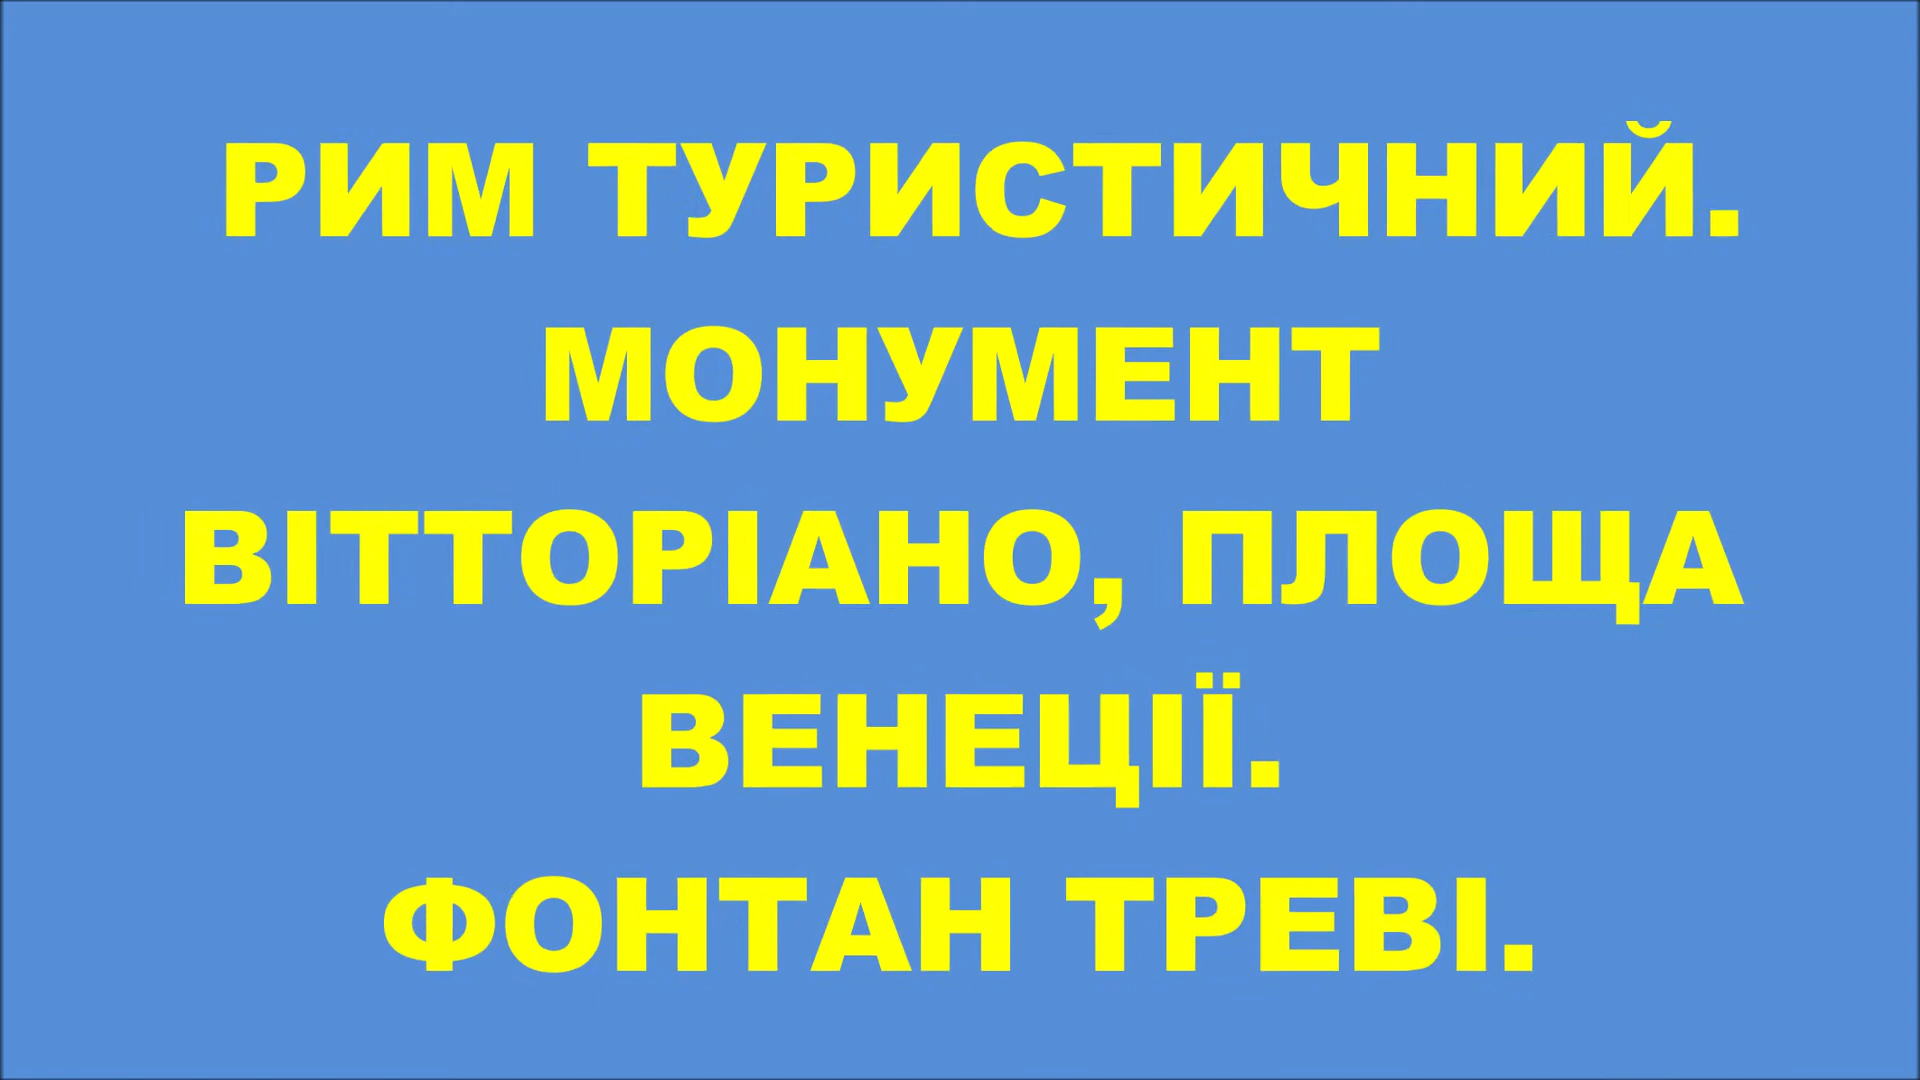 РИМ ТУРИСТИЧНИЙ.
МОНУМЕНТ
ВІТТОРІАНО, ПЛОЩА
ВЕНЕЦІЇ.
ФОНТАН ТРЕВІ.